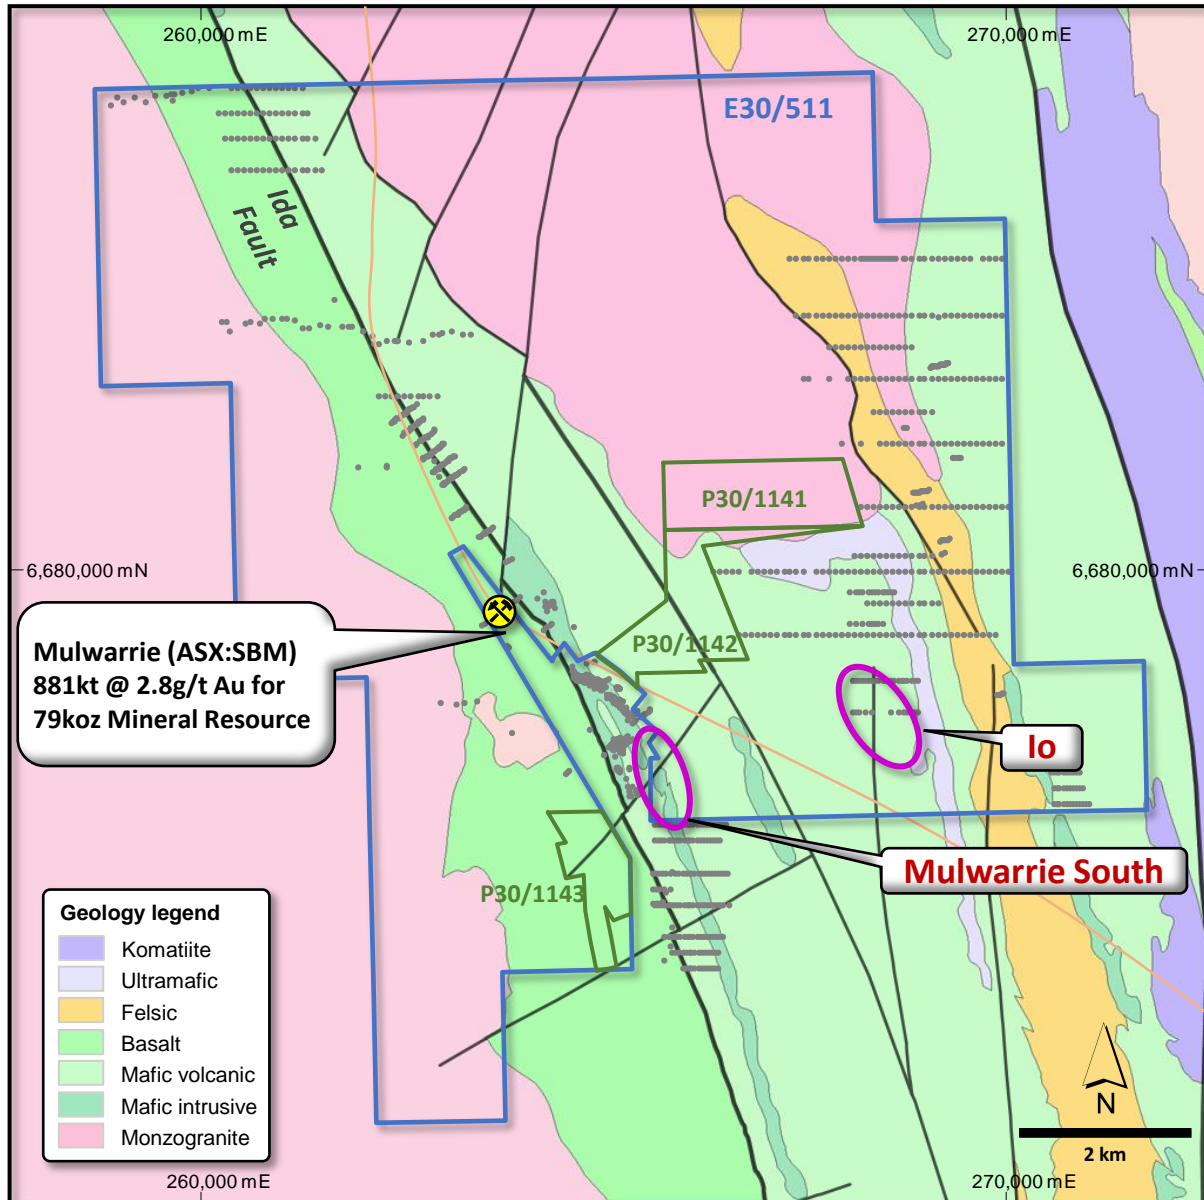 260,000 mE
270,000 mE
E30/511
Ida
Fault
P30/1141
6,680,000 mN
6,680,000 mN
P30/1142
Mulwarrie (ASX:SBM)
881kt @ 2.8g/t Au for
79koz Mineral Resource
Io
Mulwarrie South
P30/1143
Geology legend
Komatiite
Ultramafic
Felsic
Basalt
Mafic volcanic
Mafic intrusive
Monzogranite
N
2 km
260,000 mE
270,000 mE